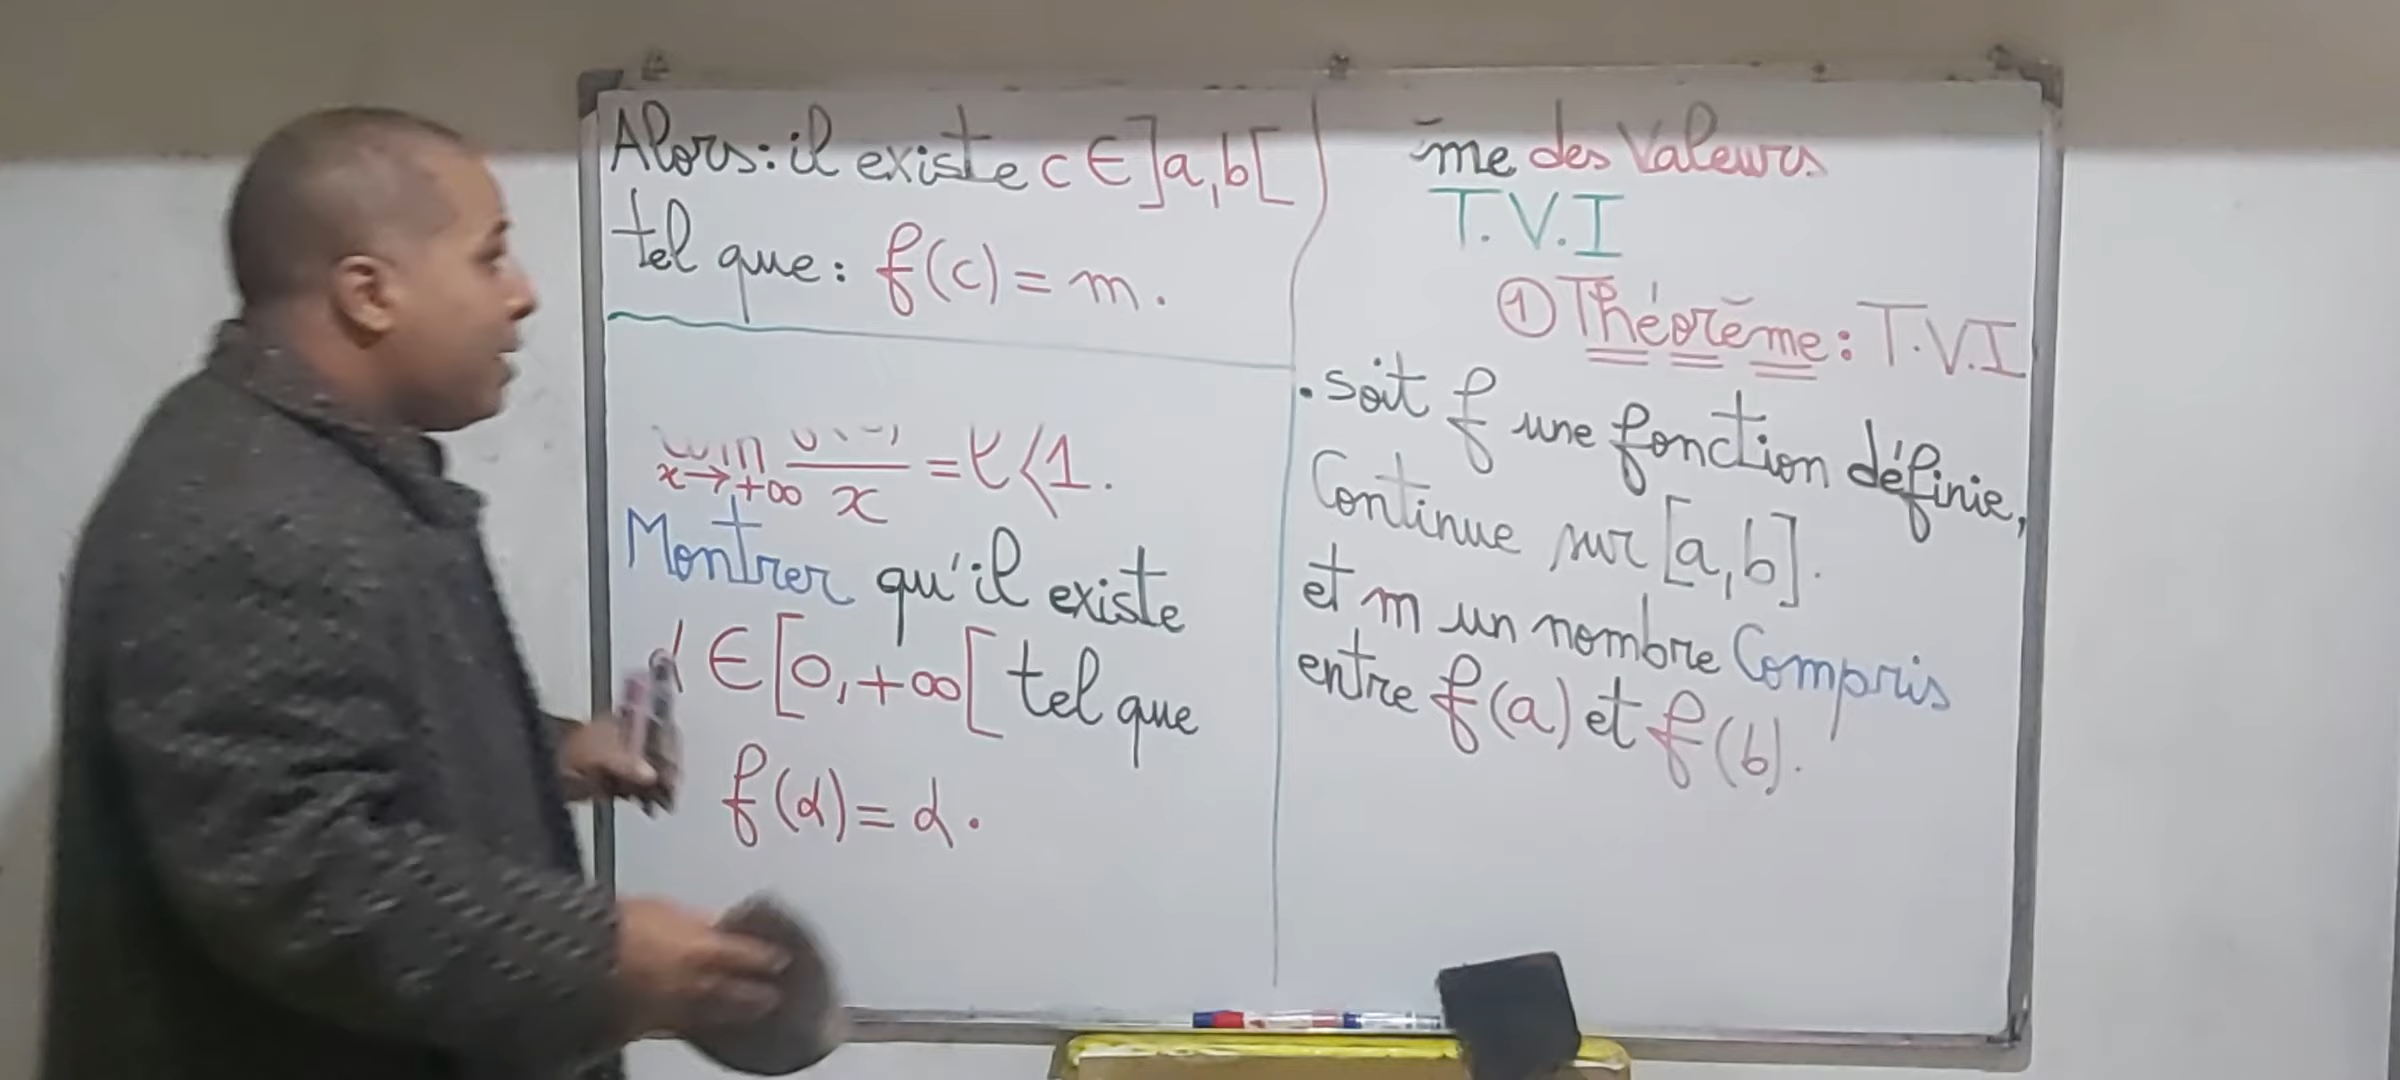 Alors: il existe c ∈ ]a,b[
tel que: f(c) = m.
x→+∞ x = l < 1.
Montrer qu'il existe
α ∈ [0,+∞[ tel que
f(α) = α.
me des Valeurs
T.V.I
① Théorème: T.V.I
• soit f une fonction définie,
Continue sur [a,b].
et m un nombre Compris
entre f(a) et f(b).